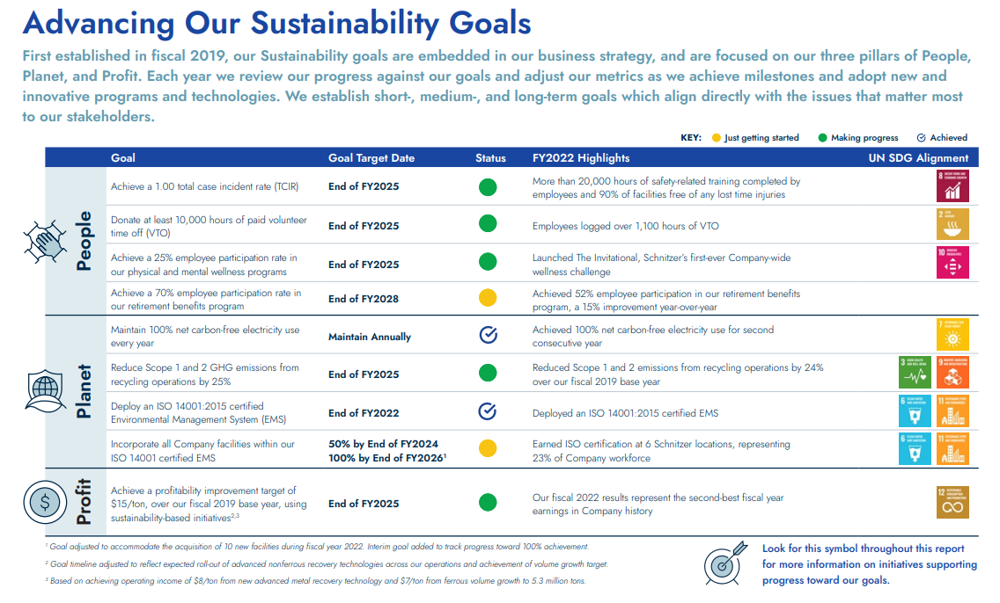 Advancing Our Sustainability Goals
First established in fiscal 2019, our Sustainability goals are embedded in our business strategy, and are focused on our three pillars of People,
Planet, and Profit. Each year we review our progress against our goals and adjust our metrics as we achieve milestones and adopt new and
innovative programs and technologies. We establish short-, medium-, and long-term goals which align directly with the issues that matter most
to our stakeholders.
KEY: Just getting started Making progress Achieved
Goal Goal Target Date Status FY2022 Highlights UN SDG Alignment
People
Achieve a 1.00 total case incident rate (TCIR)
End of FY2025
More than 20,000 hours of safety-related training completed by
employees and 90% of facilities free of any lost time injuries
8
Donate at least 10,000 hours of paid volunteer
time off (VTO)
End of FY2025
Employees logged over 1,100 hours of VTO
2
Achieve a 25% employee participation rate in
our physical and mental wellness programs
End of FY2025
Launched The Invitational, Schnitzer's first-ever Company-wide
wellness challenge
10
Achieve a 70% employee participation rate in
our retirement benefits program
End of FY2028
Achieved 52% employee participation in our retirement benefits
program, a 15% improvement year-over-year
Planet
Maintain 100% net carbon-free electricity use
every year
Maintain Annually
Achieved 100% net carbon-free electricity use for second
consecutive year
7
Reduce Scope 1 and 2 GHG emissions from
recycling operations by 25%
End of FY2025
Reduced Scope 1 and 2 emissions from recycling operations by 24%
over our fiscal 2019 base year
3
9
Deploy an ISO 14001:2015 certified
Environmental Management System (EMS)
End of FY2022
Deployed an ISO 14001:2015 certified EMS
6
11
Incorporate all Company facilities within our
ISO 14001 certified EMS
50% by End of FY2024
100% by End of FY2026¹
Earned ISO certification at 6 Schnitzer locations, representing
23% of Company workforce
6
11
Profit
$
Achieve a profitability improvement target of
$15/ton, over our fiscal 2019 base year, using
sustainability-based initiatives²,³
End of FY2025
Our fiscal 2022 results represent the second-best fiscal year
earnings in Company history
12
¹ Goal adjusted to accommodate the acquisition of 10 new facilities during fiscal year 2022. Interim goal added to track progress toward 100% achievement.
² Goal timeline adjusted to reflect expected roll-out of advanced nonferrous recovery technologies across our operations and achievement of volume growth target.
³ Based on achieving operating income of $8/ton from new advanced metal recovery technology and $7/ton from ferrous volume growth to 5.3 million tons.
Look for this symbol throughout this report
for more information on initiatives supporting
progress toward our goals.